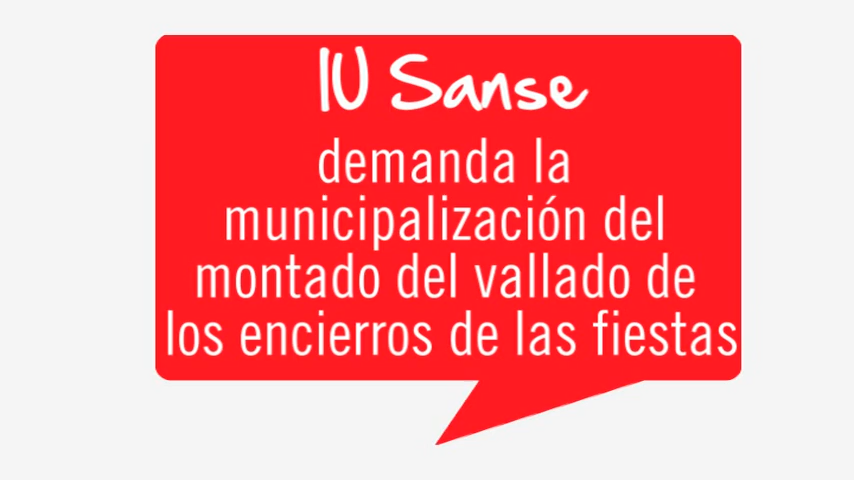 IU Sanse
demanda la
municipalización del
montado del vallado de
los encierros de las fiestas